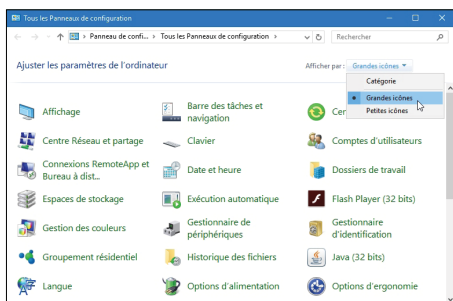 Tous les Panneaux de configuration
Panneau de confi... Tous les Panneaux de configuration
Rechercher
Ajuster les paramètres de l'ordinateur
Afficher par : Grandes icônes
Catégorie
Grandes icônes
Petites icônes
Affichage
Barre des tâches et
navigation
Cen
Centre Réseau et partage
Clavier
Comptes d'utilisateurs
Connexions RemoteApp et
Bureau à dist...
Date et heure
Dossiers de travail
Espaces de stockage
Exécution automatique
Flash Player (32 bits)
Gestion des couleurs
Gestionnaire de
périphériques
Gestionnaire
d'identification
Groupement résidentiel
Historique des fichiers
Java (32 bits)
Langue
Options d'alimentation
Options d'ergonomie